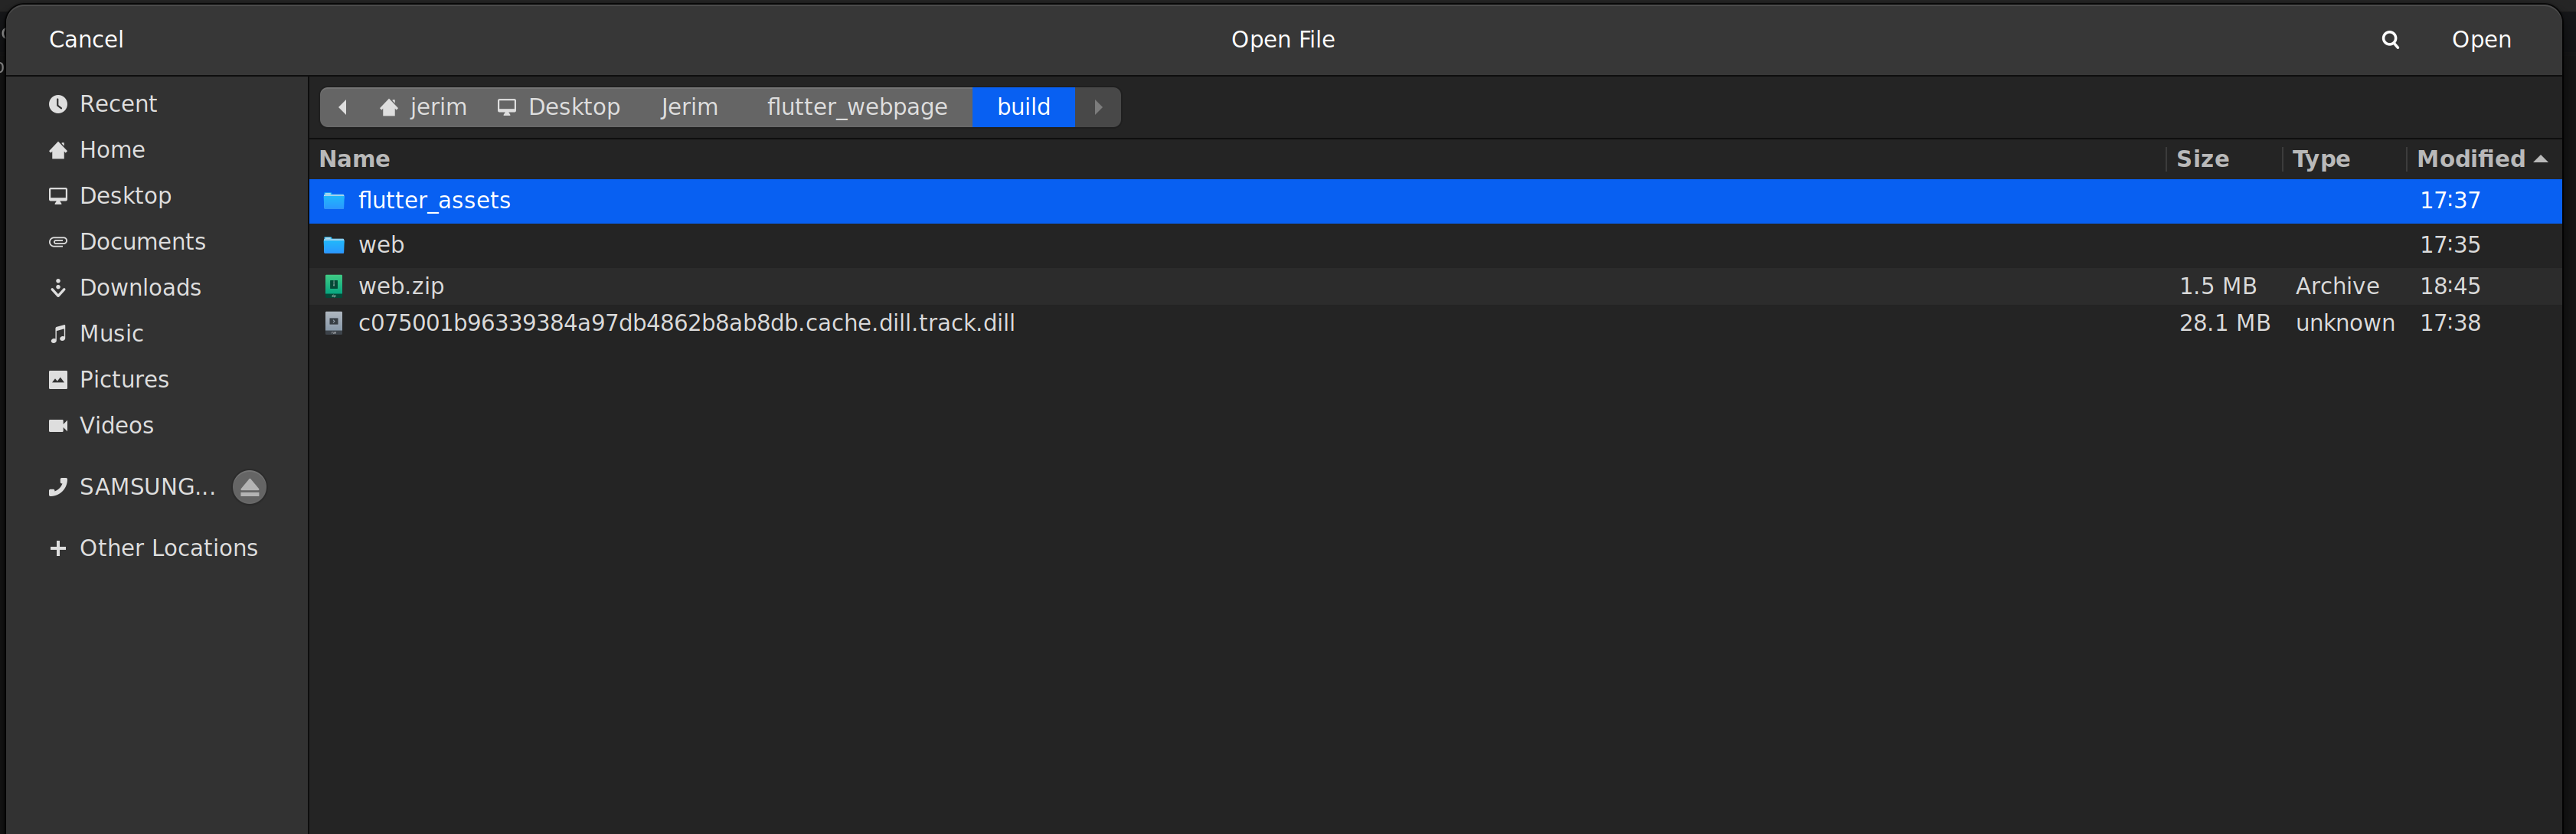 Cancel Open File Open
Recent
Home
Desktop
Documents
Downloads
Music
Pictures
Videos
SAMSUNG...
Other Locations
jerim Desktop Jerim flutter_webpage build
Name Size Type Modified
flutter_assets 17:37
web 17:35
web.zip 1.5 MB Archive 18:45
c075001b96339384a97db4862b8ab8db.cache.dill.track.dill 28.1 MB unknown 17:38